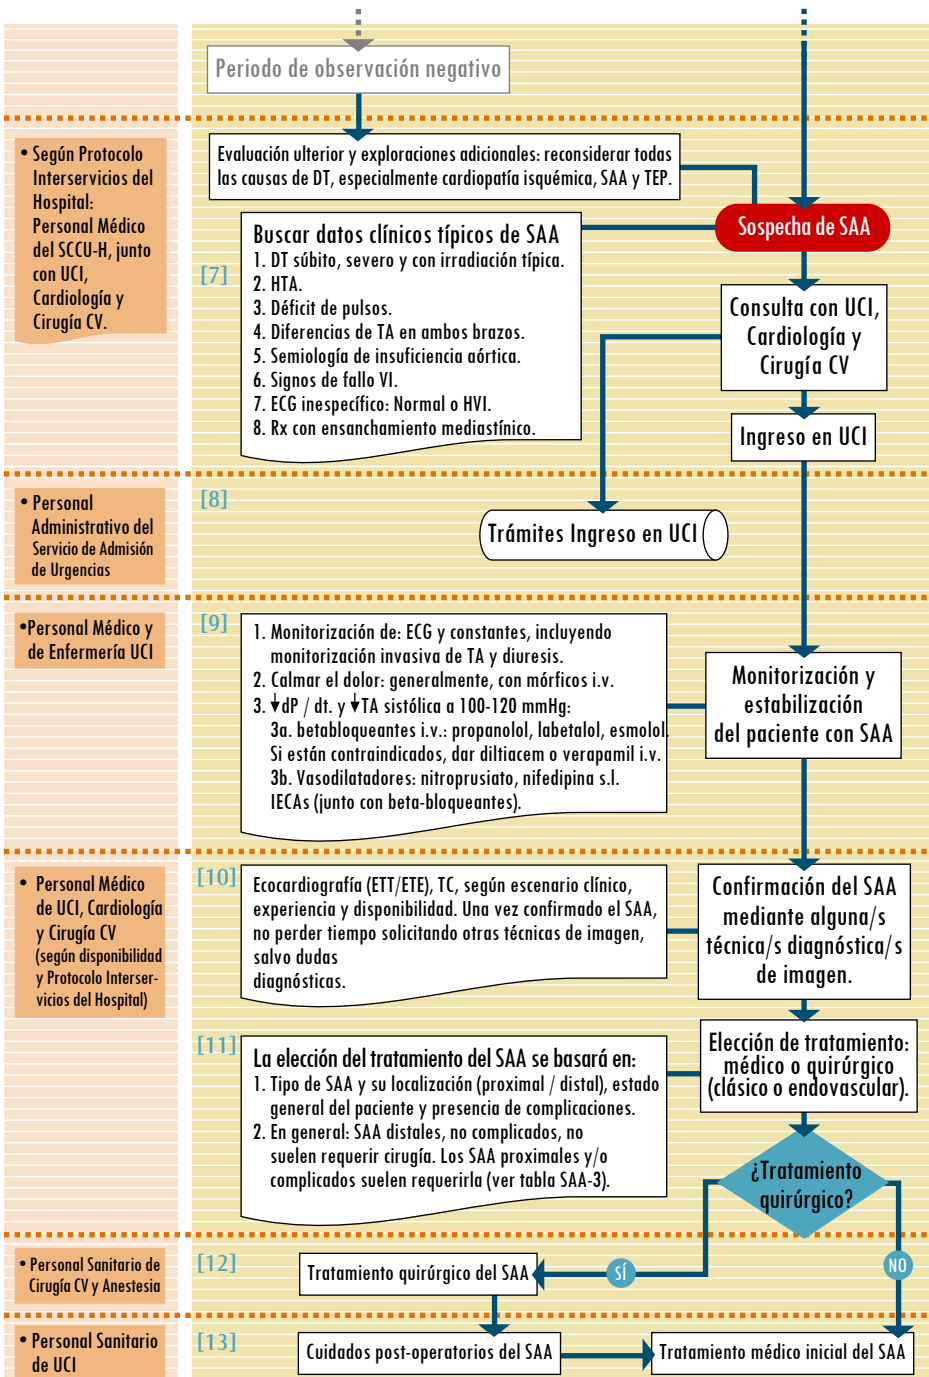 Periodo de observación negativo
• Según Protocolo
Interservicios del
Hospital:
Personal Médico
del SCCU-H, junto
con UCI,
Cardiología y
Cirugía CV.
Evaluación ulterior y exploraciones adicionales: reconsiderar todas
las causas de DT, especialmente cardiopatía isquémica, SAA y TEP.
Sospecha de SAA
[7]
Buscar datos clínicos típicos de SAA
1. DT súbito, severo y con irradiación típica.
2. HTA.
3. Déficit de pulsos.
4. Diferencias de TA en ambos brazos.
5. Semiología de insuficiencia aórtica.
6. Signos de fallo VI.
7. ECG inespecífico: Normal o HVI.
8. Rx con ensanchamiento mediastínico.
Consulta con UCI,
Cardiología y
Cirugía CV
Ingreso en UCI
• Personal
Administrativo del
Servicio de Admisión
de Urgencias
[8]
Trámites Ingreso en UCI
•Personal Médico y
de Enfermería UCI
[9]
1. Monitorización de: ECG y constantes, incluyendo
monitorización invasiva de TA y diuresis.
2. Calmar el dolor: generalmente, con mórficos i.v.
3. ↓dP / dt. y ↓TA sistólica a 100-120 mmHg:
3a. betabloqueantes i.v.: propanolol, labetalol, esmolol.
Si están contraindicados, dar diltiacem o verapamil i.v.
3b. Vasodilatadores: nitroprusiato, nifedipina s.l.
IECAs (junto con beta-bloqueantes).
Monitorización y
estabilización
del paciente con SAA
• Personal Médico
de UCI, Cardiología
y Cirugía CV
(según disponibilidad
y Protocolo Interser-
vicios del Hospital)
[10]
Ecocardiografía (ETT/ETE), TC, según escenario clínico,
experiencia y disponibilidad. Una vez confirmado el SAA,
no perder tiempo solicitando otras técnicas de imagen,
salvo dudas
diagnósticas.
Confirmación del SAA
mediante alguna/s
técnica/s diagnóstica/s
de imagen.
[11]
La elección del tratamiento del SAA se basará en:
1. Tipo de SAA y su localización (proximal / distal), estado
general del paciente y presencia de complicaciones.
2. En general: SAA distales, no complicados, no
suelen requerir cirugía. Los SAA proximales y/o
complicados suelen requerirla (ver tabla SAA-3).
Elección de tratamiento:
médico o quirúrgico
(clásico o endovascular).
¿Tratamiento
quirúrgico?
• Personal Sanitario de
Cirugía CV y Anestesia
[12]
Tratamiento quirúrgico del SAA
SÍ
NO
• Personal Sanitario
de UCI
[13]
Cuidados post-operatorios del SAA
Tratamiento médico inicial del SAA